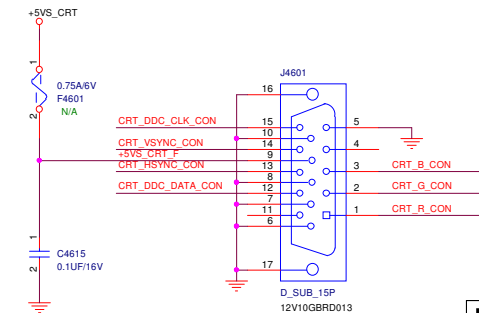 +5VS_CRT
1
0.75A/6V
F4601
N/A
2
J4601
16
CRT_DDC_CLK_CON
15
5
10
CRT_VSYNC_CON
14
4
+5VS_CRT_F
9
CRT_HSYNC_CON
13
3
CRT_B_CON
8
CRT_DDC_DATA_CON
12
2
CRT_G_CON
7
11
1
CRT_R_CON
6
1
C4615
0.1UF/16V
2
17
D_SUB_15P
12V10GBRD013